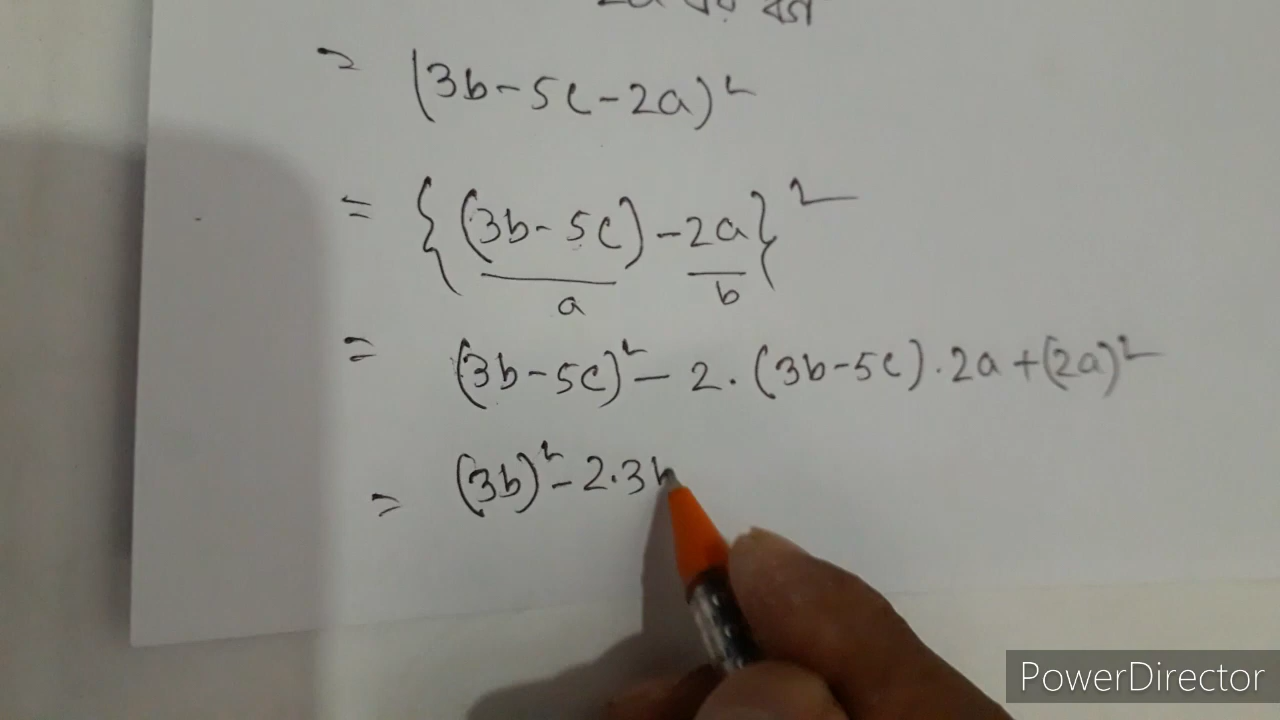 = (3b-5c-2a)²
= {(3b-5c)-2a}²
a b
= (3b-5c)² - 2.(3b-5c).2a+(2a)²
= (3b)² - 2.3b
PowerDirector